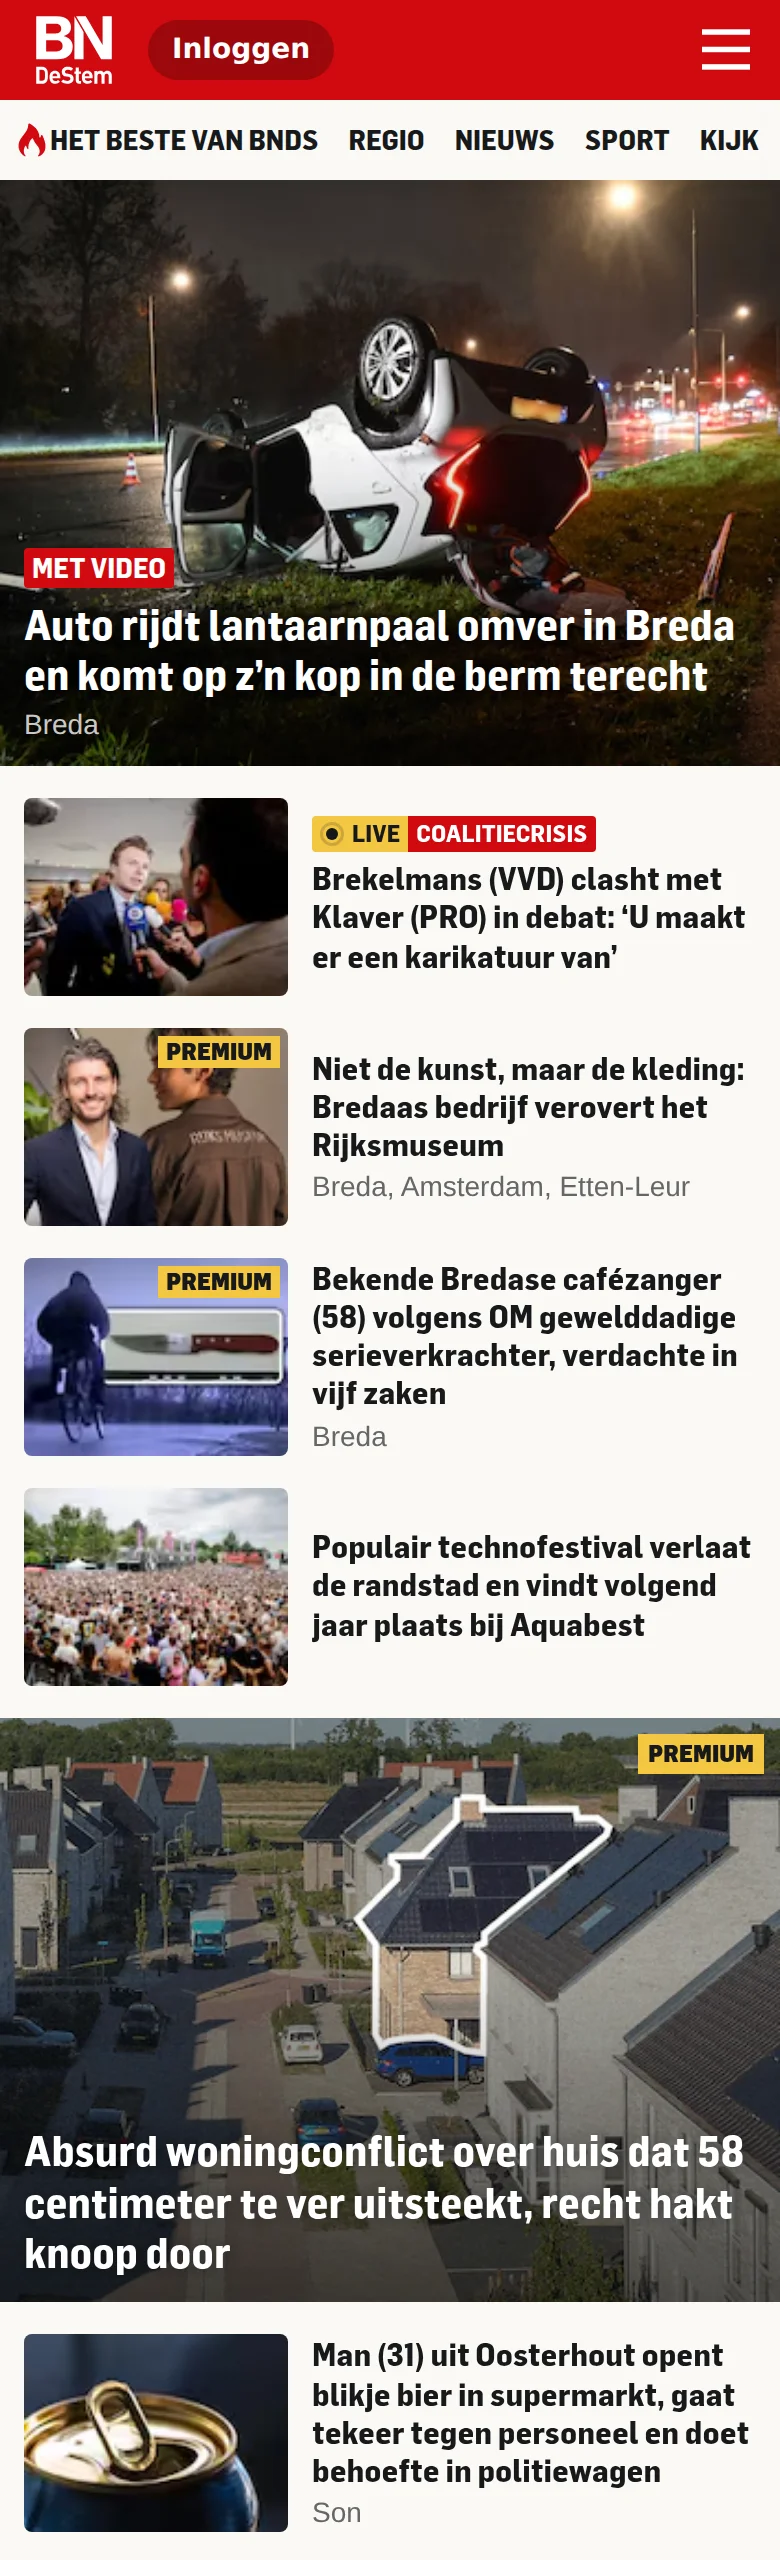 BN
DeStem
Inloggen
HET BESTE VAN BNDS REGIO NIEUWS SPORT KIJK
MET VIDEO
Auto rijdt lantaarnpaal omver in Breda
en komt op z’n kop in de berm terecht
Breda
LIVE COALITIECRISIS
Brekelmans (VVD) clasht met
Klaver (PRO) in debat: ‘U maakt
er een karikatuur van’
PREMIUM
RIJKSMUSEUM
Niet de kunst, maar de kleding:
Bredaas bedrijf verovert het
Rijksmuseum
Breda, Amsterdam, Etten-Leur
PREMIUM
Bekende Bredase cafézanger
(58) volgens OM gewelddadige
serieverkrachter, verdachte in
vijf zaken
Breda
Populair technofestival verlaat
de randstad en vindt volgend
jaar plaats bij Aquabest
PREMIUM
Absurd woningconflict over huis dat 58
centimeter te ver uitsteekt, recht hakt
knoop door
Man (31) uit Oosterhout opent
blikje bier in supermarkt, gaat
tekeer tegen personeel en doet
behoefte in politiewagen
Son